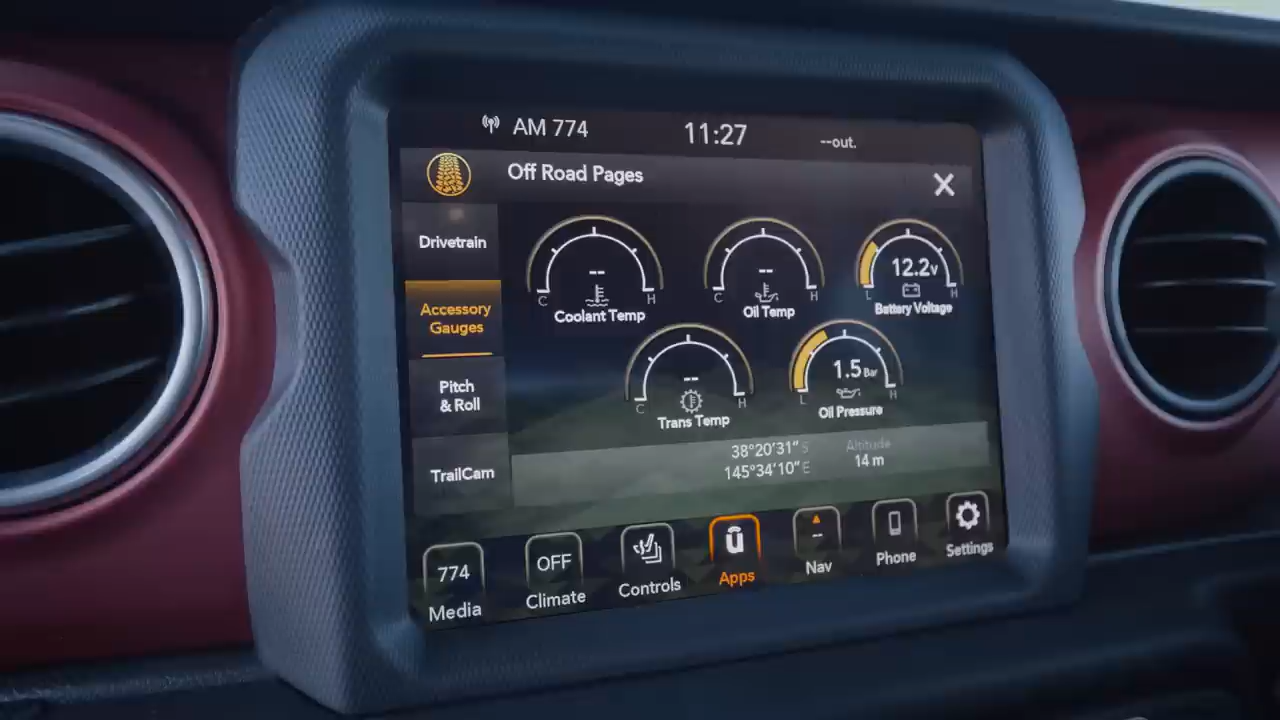 AM 774
11:27
--out.
Off Road Pages
Drivetrain
Accessory
Gauges
Pitch
& Roll
TrailCam
--
C H
Coolant Temp
--
C H
Oil Temp
12.2v
L H
Battery Voltage
--
C H
Trans Temp
1.5 Bar
L H
Oil Pressure
38°20'31" S
145°34'10" E
Altitude
14 m
774
Media
OFF
Climate
Controls
Apps
--
Nav
Phone
Settings